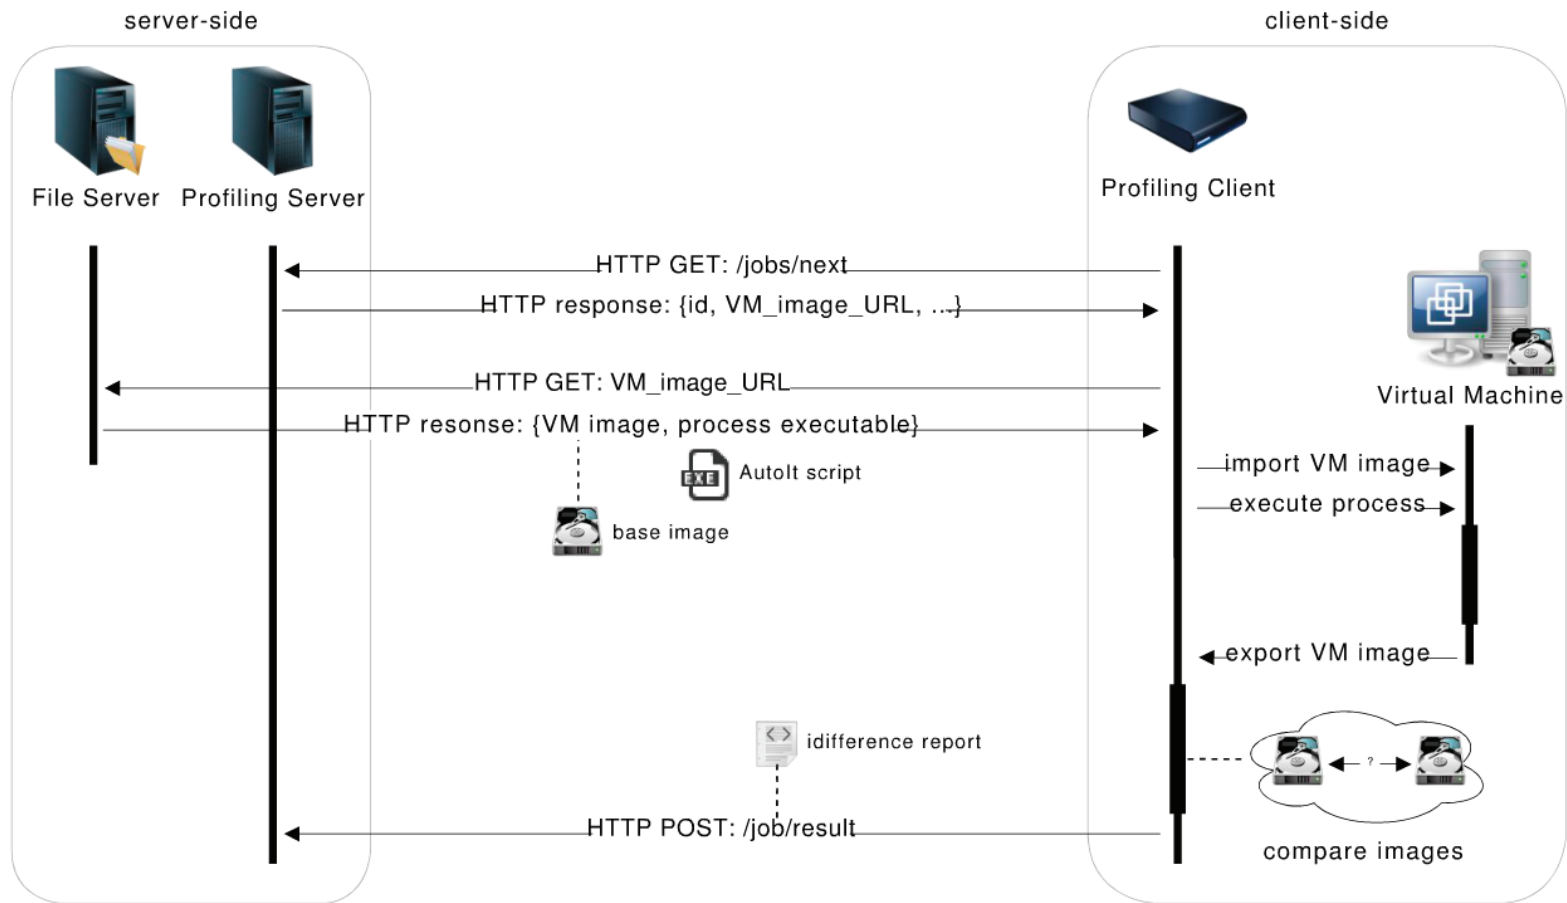 server-side
client-side
File Server
Profiling Server
Profiling Client
HTTP GET: /jobs/next
HTTP response: {id, VM_image_URL, ...}
HTTP GET: VM_image_URL
Virtual Machine
HTTP resonse: {VM image, process executable}
import VM image
EXE
AutoIt script
execute process
base image
export VM image
idifference report
?
HTTP POST: /job/result
compare images